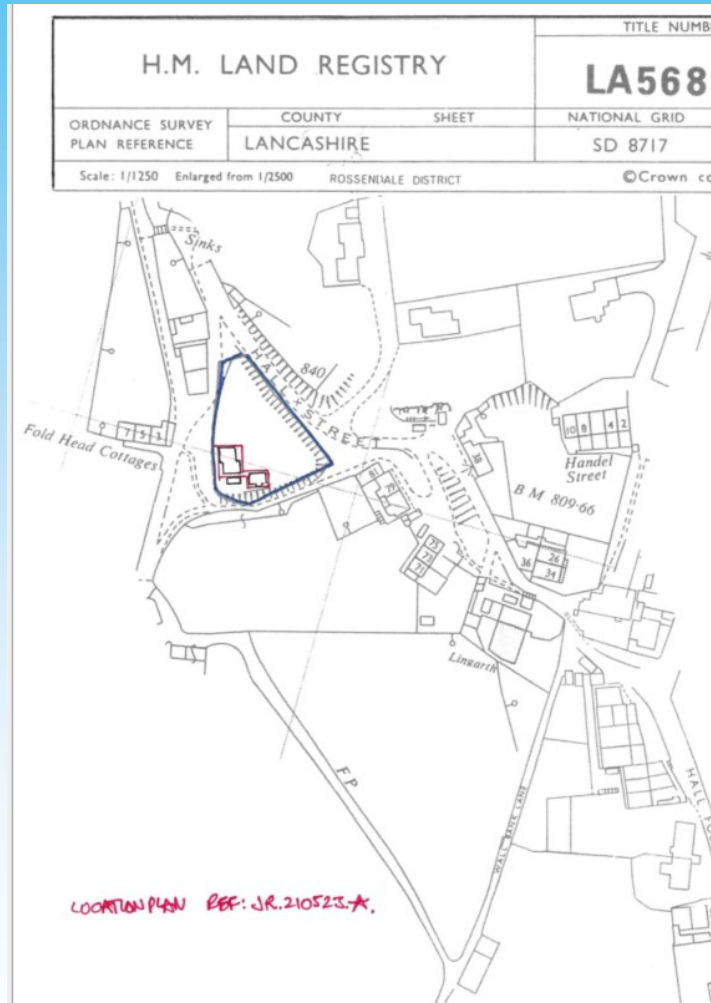 TITLE NUMB
H.M. LAND REGISTRY
LA568
ORDNANCE SURVEY
PLAN REFERENCE
COUNTY SHEET
LANCASHIRE
NATIONAL GRID
SD 8717
Scale: 1/1250 Enlarged from 1/2500 ROSSENDALE DISTRICT ©Crown co
Sinks
840
HALL STREET
7 5 3
Fold Head Cottages
38
10 8 4 2
Handel
Street
B M 809·66
81 79
75
73
71
36 26
34
Lingarth
F P
WALL BANK LANE
HALL FO
LOCATION PLAN REF: JR.210523.A.